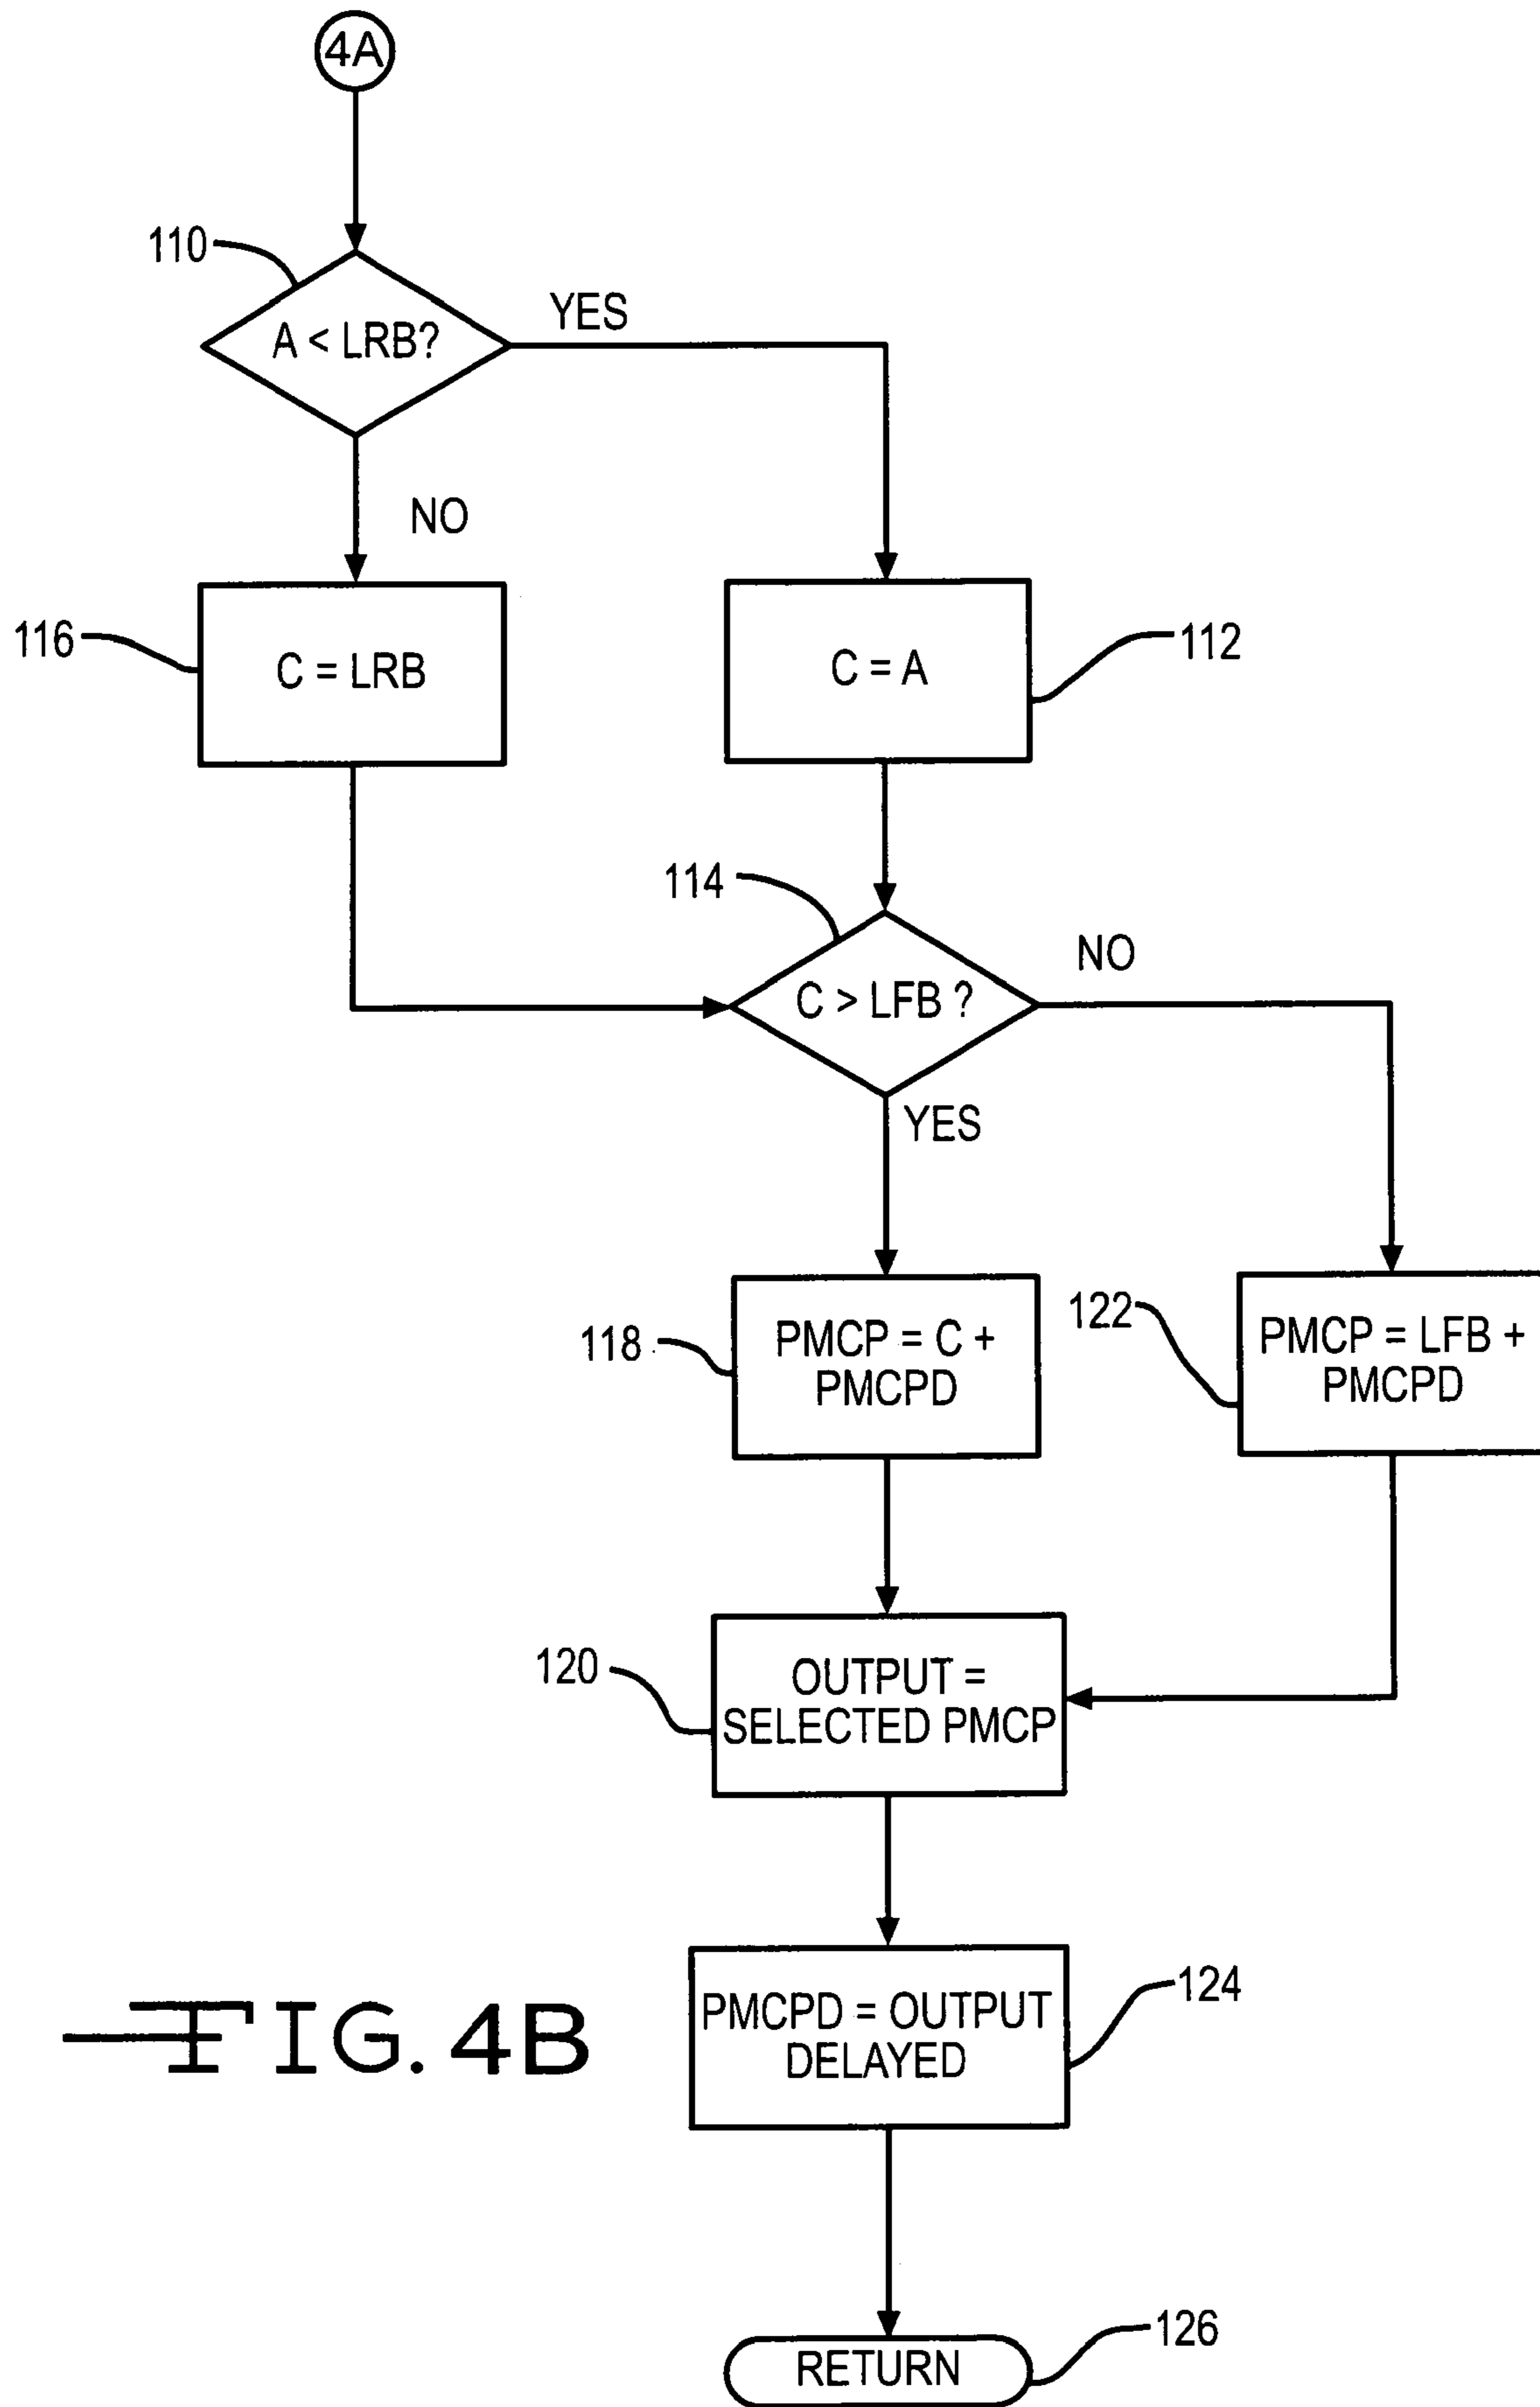 4A
110
A < LRB?
YES
NO
116
C = LRB
C = A
112
114
C > LFB ?
NO
YES
118
PMCP = C +
PMCPD
122
PMCP = LFB +
PMCPD
120
OUTPUT =
SELECTED PMCP
PMCPD = OUTPUT
DELAYED
124
FIG. 4B
RETURN
126